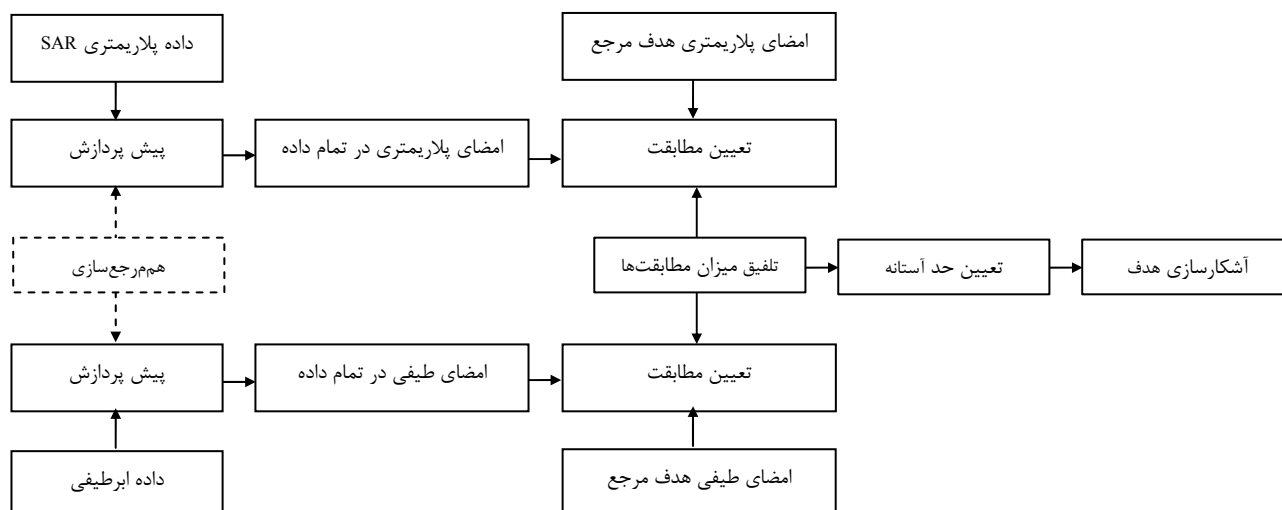 داده پلاریمتری SAR
امضای پلاریمتری هدف مرجع
پیش پردازش
امضای پلاریمتری در تمام داده
تعیین مطابقت
هم‌مرجع‌سازی
تلفیق میزان مطابقت‌ها
تعیین حد آستانه
آشکارسازی هدف
پیش پردازش
امضای طیفی در تمام داده
تعیین مطابقت
داده ابرطیفی
امضای طیفی هدف مرجع